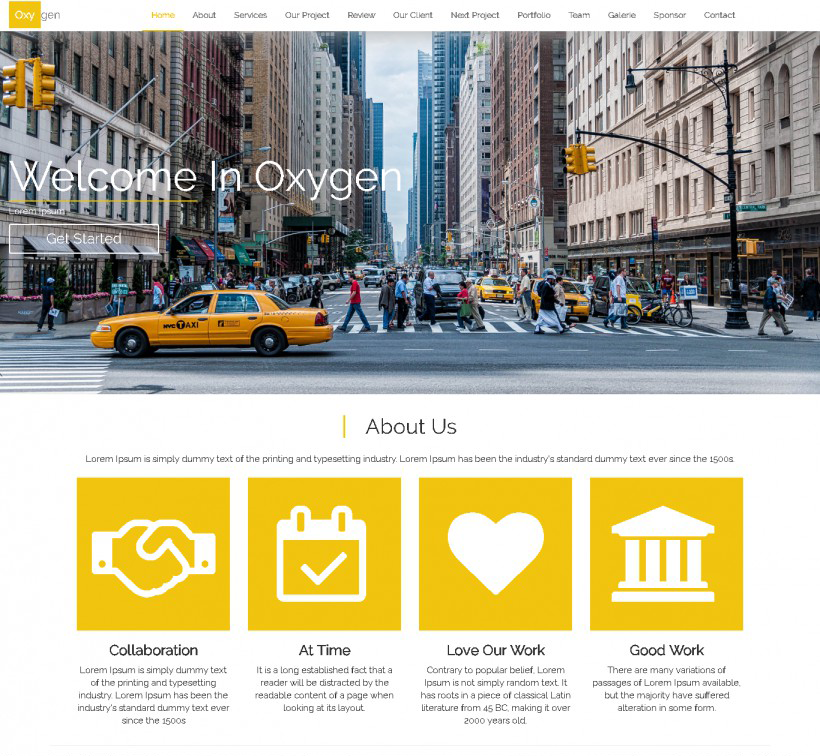 Oxygen
Home About Services Our Project Review Our Client Next Project Portfolio Team Galerie Sponsor Contact
Welcome In Oxygen
Lorem Ipsum
Get Started
NYC TAXI
About Us
Lorem Ipsum is simply dummy text of the printing and typesetting industry. Lorem Ipsum has been the industry's standard dummy text ever since the 1500s.
Collaboration
Lorem Ipsum is simply dummy text
of the printing and typesetting
industry. Lorem Ipsum has been the
industry's standard dummy text ever
since the 1500s
At Time
It is a long established fact that a
reader will be distracted by the
readable content of a page when
looking at its layout.
Love Our Work
Contrary to popular belief, Lorem
Ipsum is not simply random text. It
has roots in a piece of classical Latin
literature from 45 BC, making it over
2000 years old.
Good Work
There are many variations of
passages of Lorem Ipsum available,
but the majority have suffered
alteration in some form.